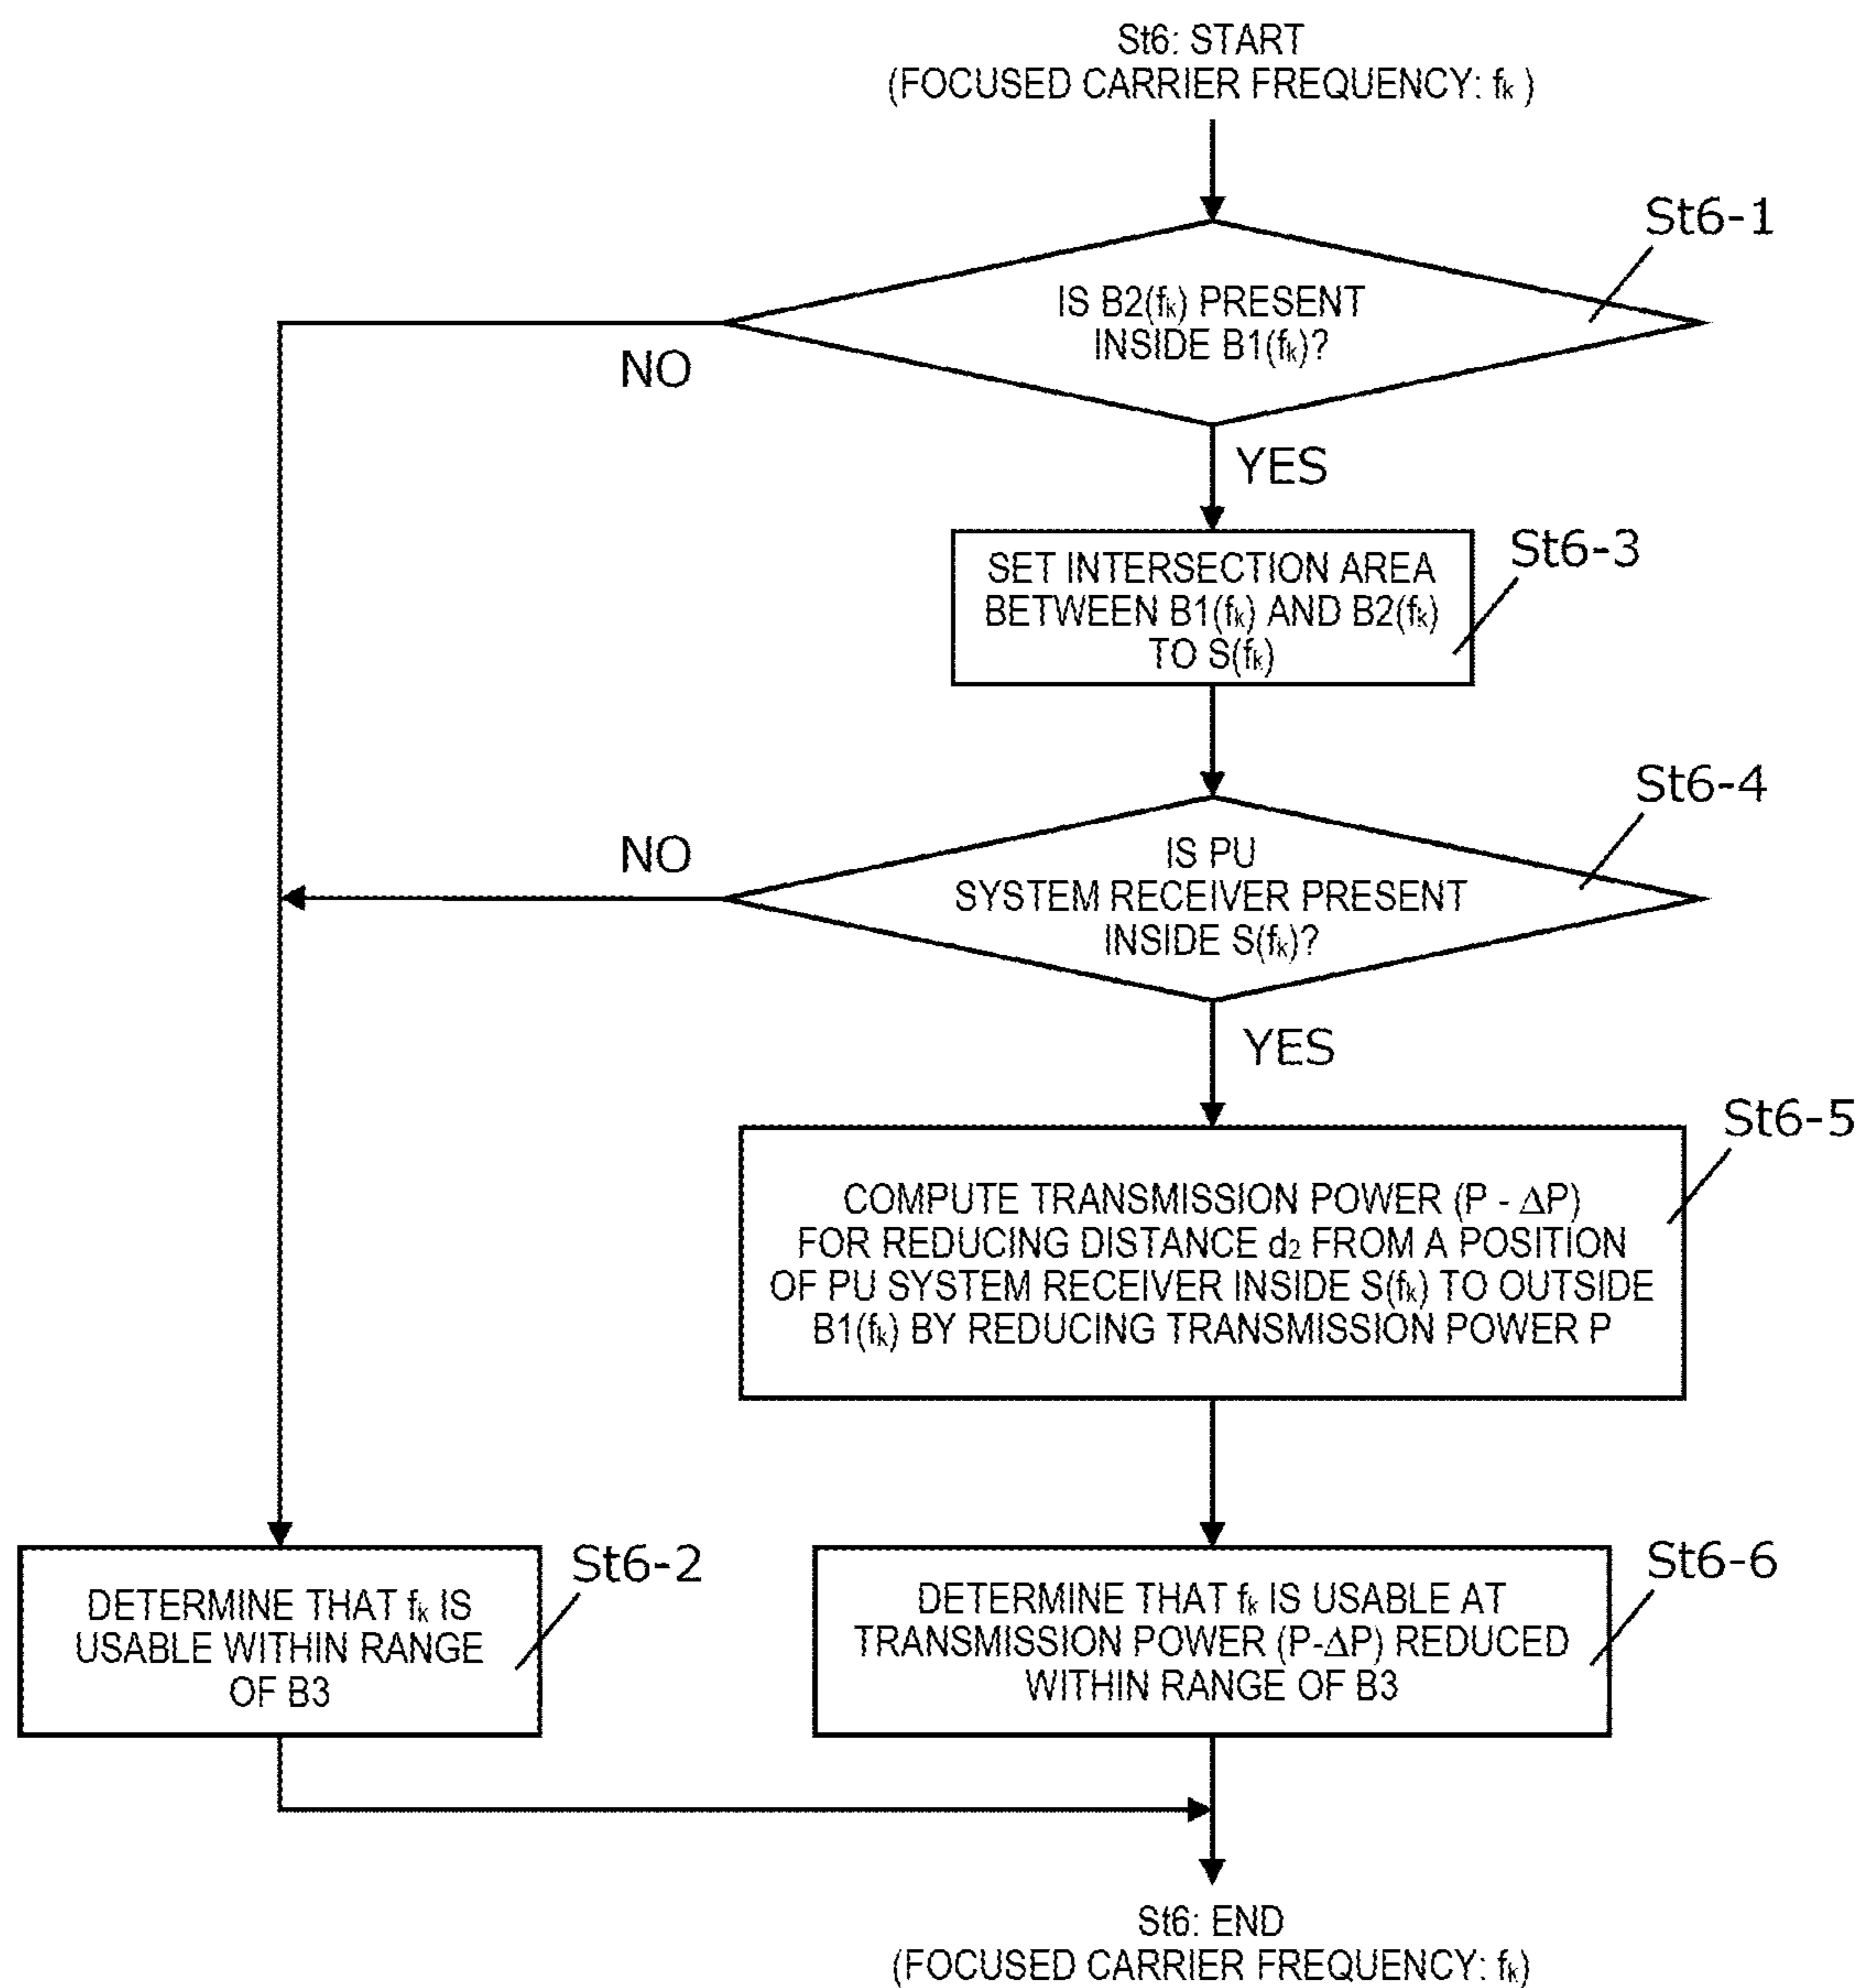 St6: START
(FOCUSED CARRIER FREQUENCY: fk )
St6-1
IS B2(fk) PRESENT
INSIDE B1(fk)?
NO
YES
St6-3
SET INTERSECTION AREA
BETWEEN B1(fk) AND B2(fk)
TO S(fk)
St6-4
NO
IS PU
SYSTEM RECEIVER PRESENT
INSIDE S(fk)?
YES
St6-5
COMPUTE TRANSMISSION POWER (P - ΔP)
FOR REDUCING DISTANCE d2 FROM A POSITION
OF PU SYSTEM RECEIVER INSIDE S(fk) TO OUTSIDE
B1(fk) BY REDUCING TRANSMISSION POWER P
St6-2
DETERMINE THAT fk IS
USABLE WITHIN RANGE
OF B3
St6-6
DETERMINE THAT fk IS USABLE AT
TRANSMISSION POWER (P-ΔP) REDUCED
WITHIN RANGE OF B3
St6: END
(FOCUSED CARRIER FREQUENCY: fk)